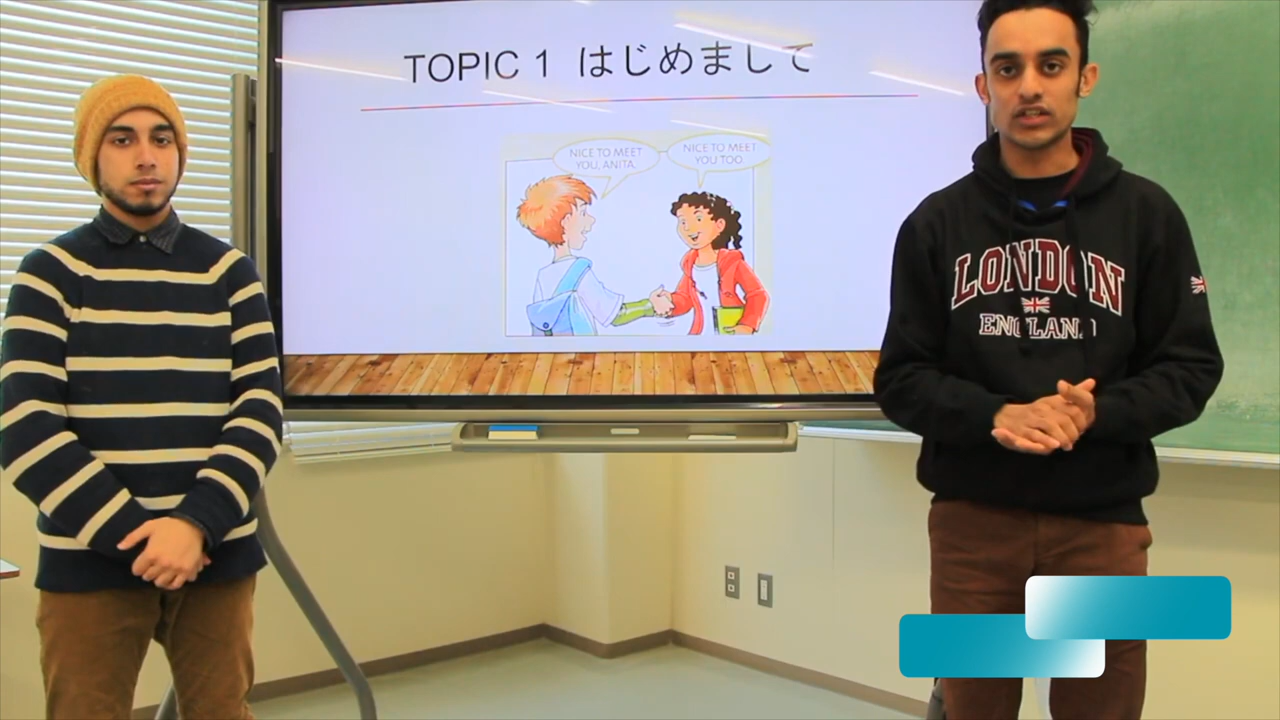 TOPIC 1 はじめまして
NICE TO MEET
YOU, ANITA.
NICE TO MEET
YOU TOO.
LONDON
ENGLAND